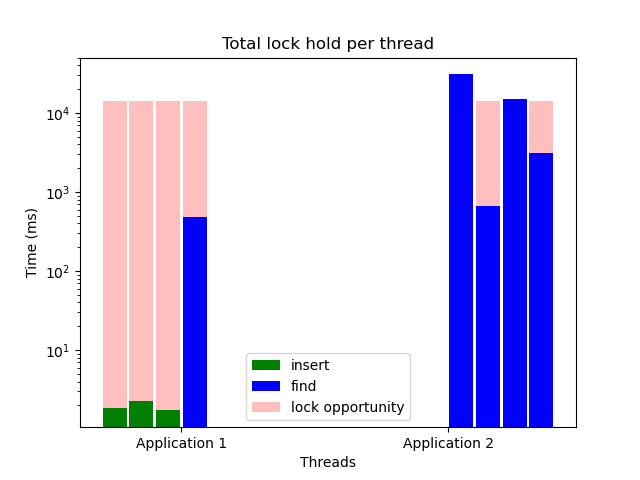 Total lock hold per thread
Time (ms)
10^4
10^3
10^2
10^1
insert
find
lock opportunity
Application 1
Application 2
Threads